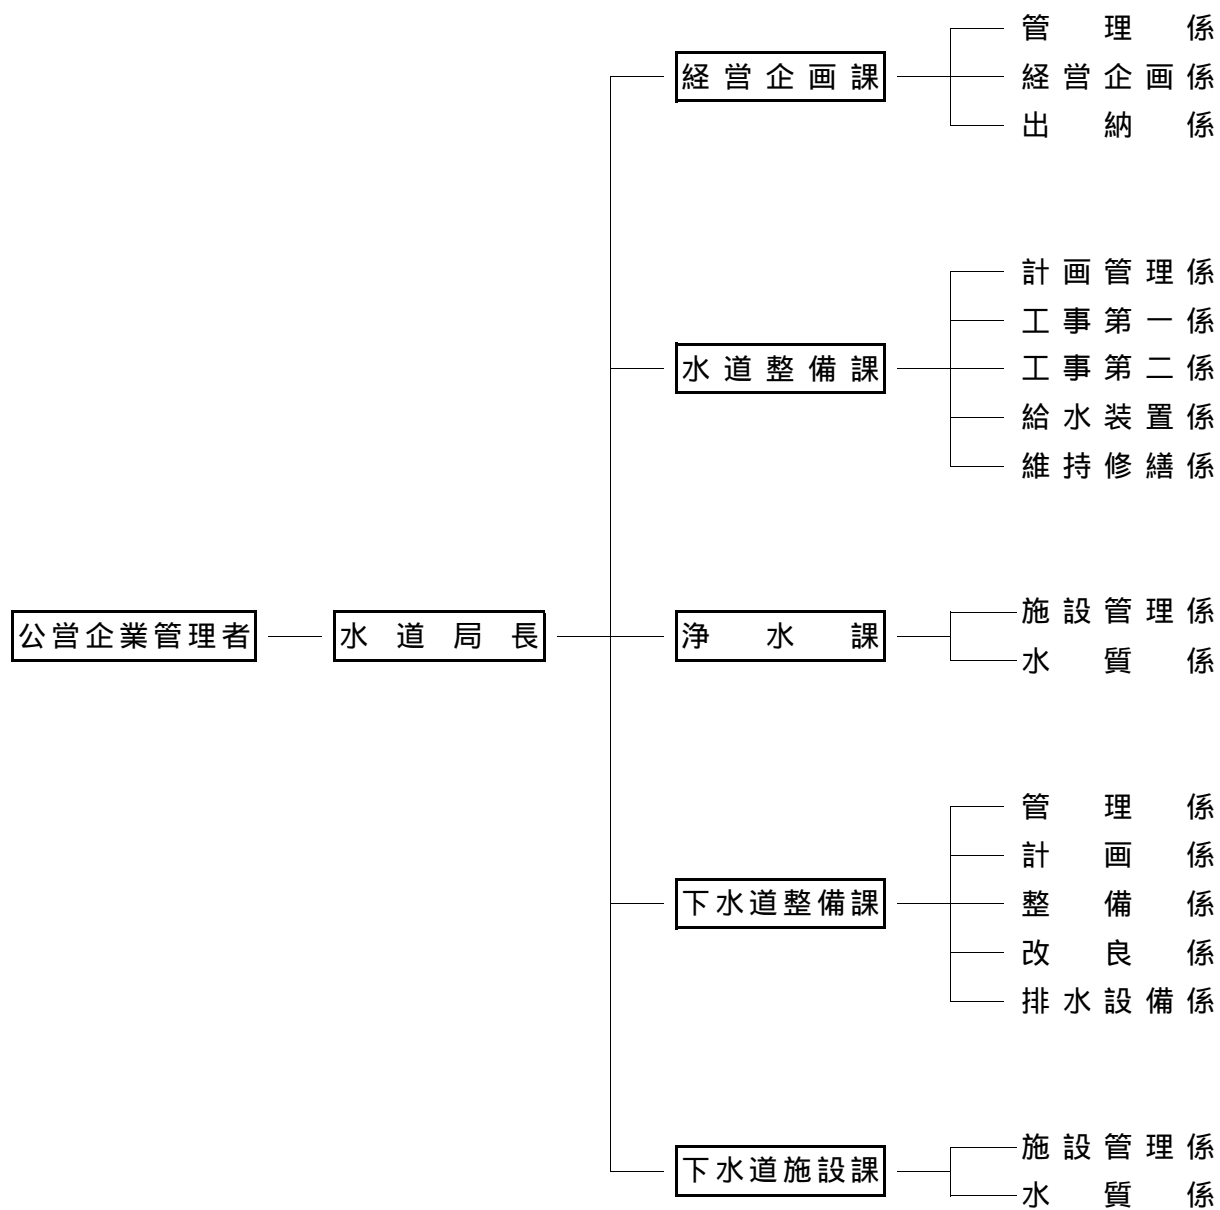 公営企業管理者
水道局長
経営企画課
管理係
経営企画係
出納係
水道整備課
計画管理係
工事第一係
工事第二係
給水装置係
維持修繕係
浄水課
施設管理係
水質係
下水道整備課
管理係
計画係
整備係
改良係
排水設備係
下水道施設課
施設管理係
水質係